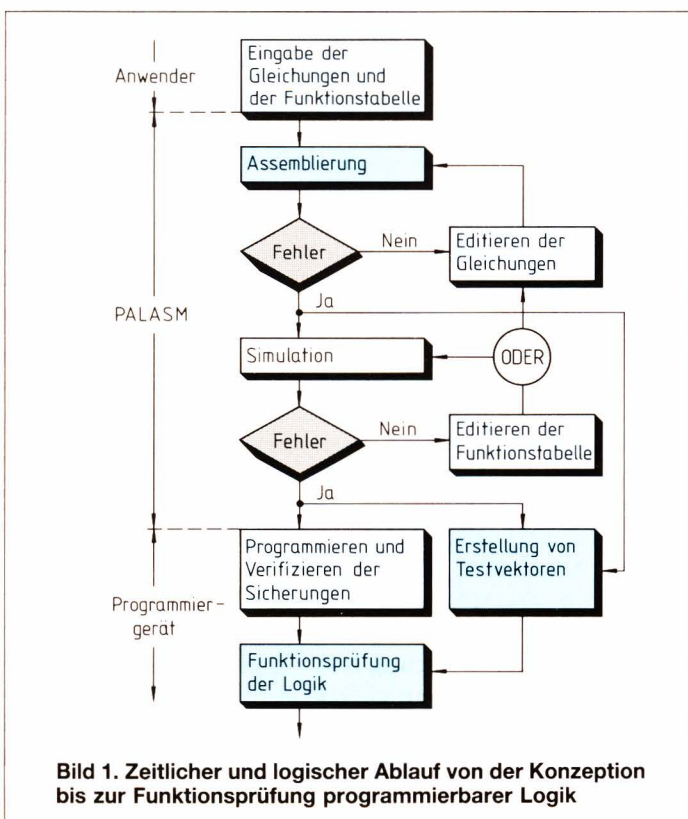 Anwender
Eingabe der
Gleichungen und
der Funktionstabelle
Assemblierung
Fehler
Nein
Editieren der
Gleichungen
Ja
PALASM
Simulation
ODER
Fehler
Nein
Editieren der
Funktionstabelle
Ja
Programmieren und
Verifizieren der
Sicherungen
Erstellung von
Testvektoren
Programmier-
gerät
Funktionsprüfung
der Logik
Bild 1. Zeitlicher und logischer Ablauf von der Konzeption
bis zur Funktionsprüfung programmierbarer Logik